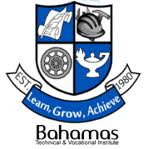 EST. 1980
Learn, Grow, Achieve
Bahamas
Technical & Vocational Institute